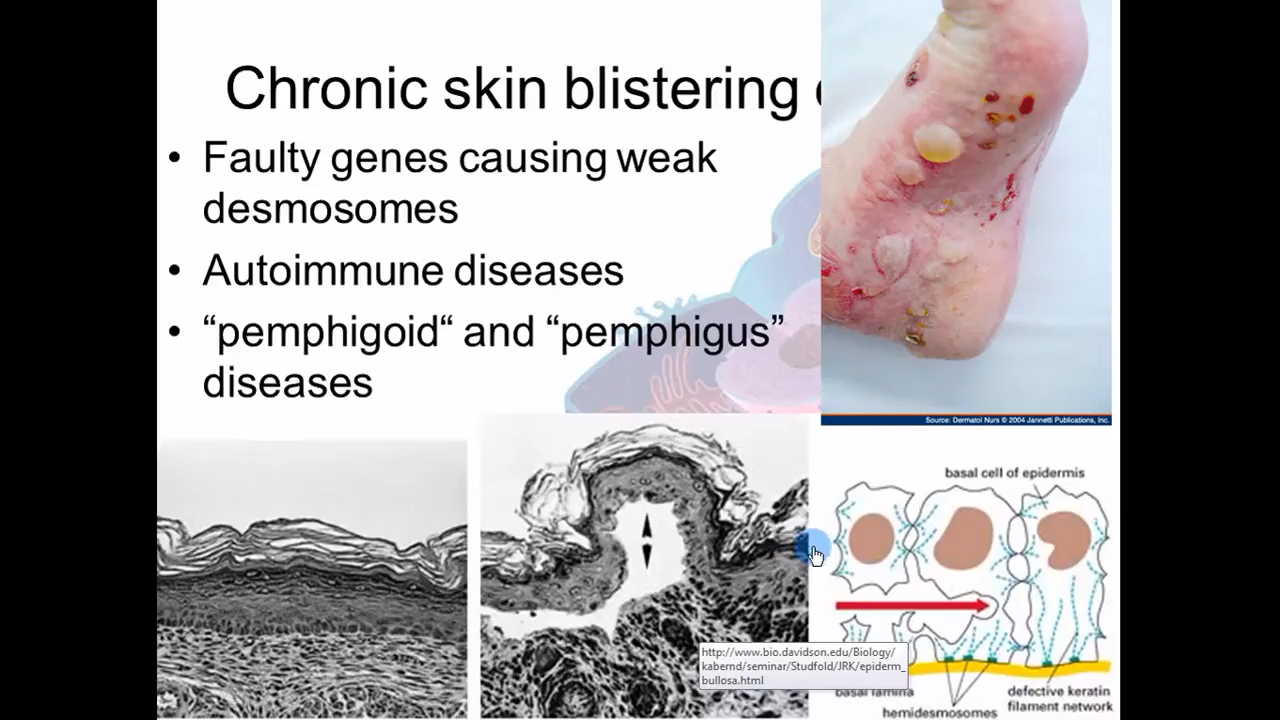 Chronic skin blistering
• Faulty genes causing weak
desmosomes
• Autoimmune diseases
• “pemphigoid“ and “pemphigus”
diseases
Source: Dermatol Nurs © 2004 Jannetti Publications, Inc.
basal cell of epidermis
http://www.bio.davidson.edu/Biology/
kabernd/seminar/Studfold/JRK/epiderm_
bullosa.html
basal lamina
hemidesmosomes
defective keratin
filament network